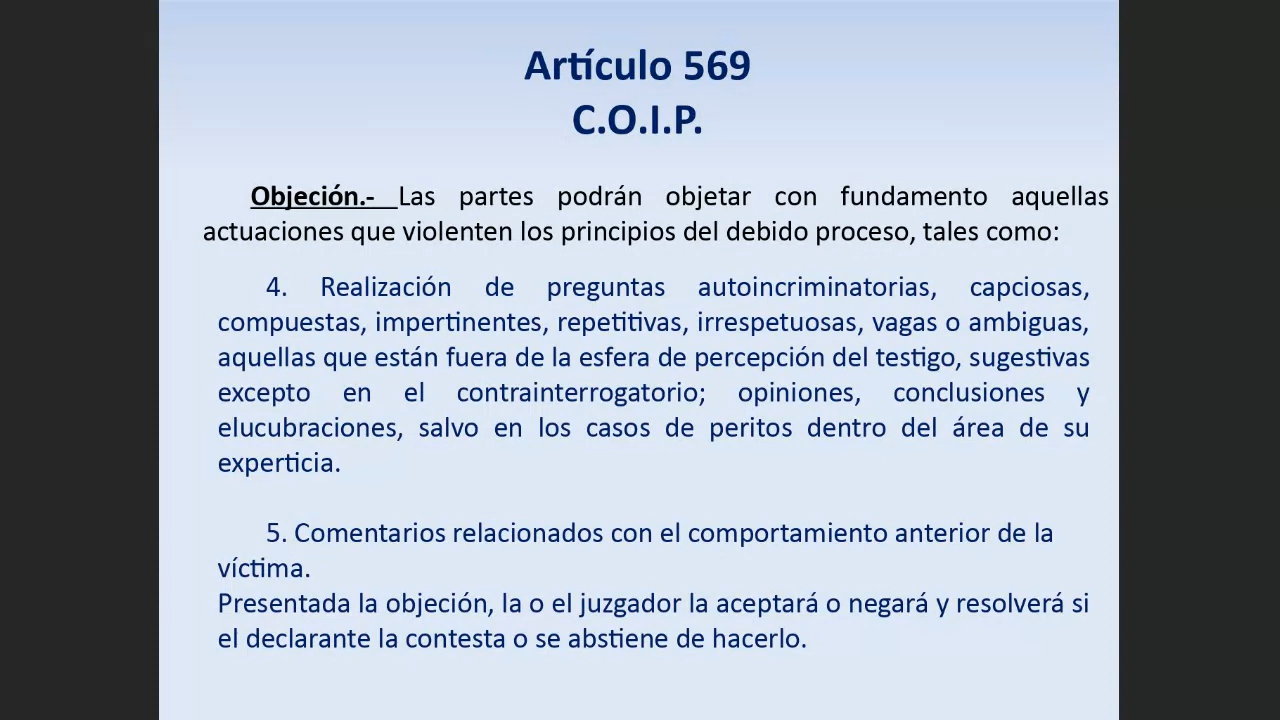 Artículo 569
C.O.I.P.
Objeción.- Las partes podrán objetar con fundamento aquellas
actuaciones que violenten los principios del debido proceso, tales como:
4. Realización de preguntas autoincriminatorias, capciosas,
compuestas, impertinentes, repetitivas, irrespetuosas, vagas o ambiguas,
aquellas que están fuera de la esfera de percepción del testigo, sugestivas
excepto en el contrainterrogatorio; opiniones, conclusiones y
elucubraciones, salvo en los casos de peritos dentro del área de su
experticia.
5. Comentarios relacionados con el comportamiento anterior de la
víctima.
Presentada la objeción, la o el juzgador la aceptará o negará y resolverá si
el declarante la contesta o se abstiene de hacerlo.